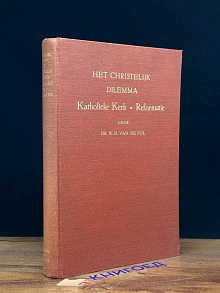 HET CHRISTELIJK
DILEMMA
Katholieke Kerk - Reformatie
DOOR
DR. W. H. VAN DE POL
КНИГОЕД